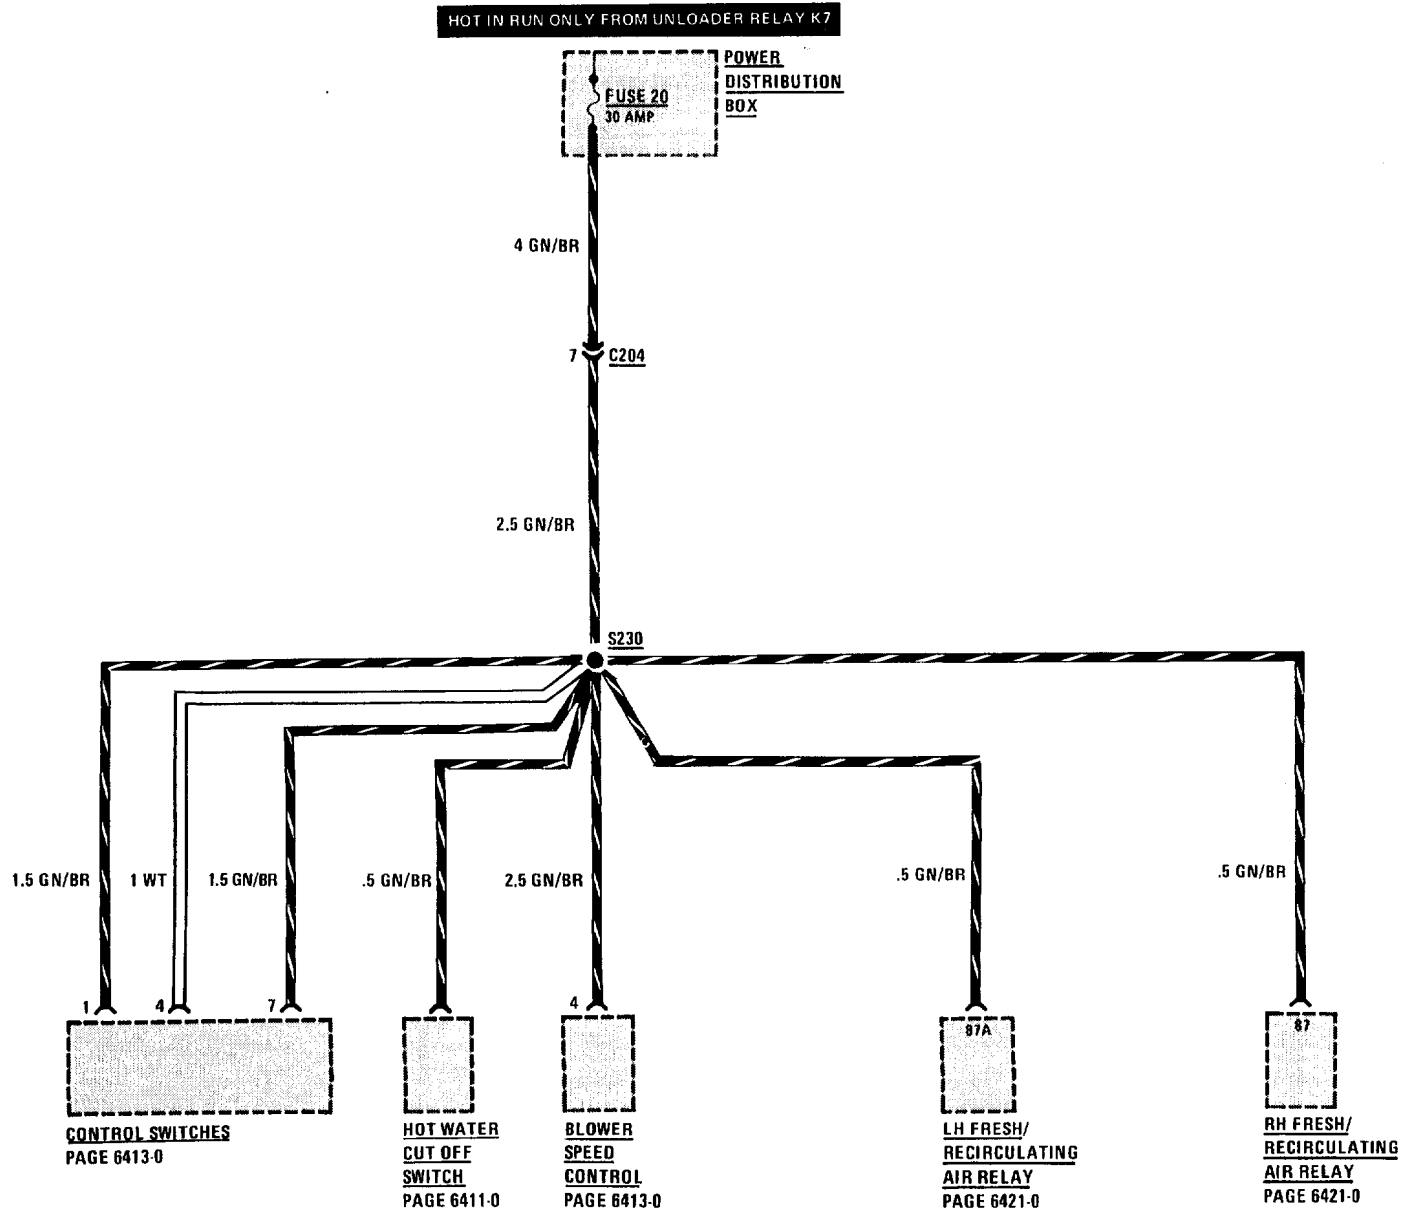 HOT IN RUN ONLY FROM UNLOADER RELAY K7
POWER
DISTRIBUTION
BOX
FUSE 20
30 AMP
4 GN/BR
7
C204
2.5 GN/BR
S230
1.5 GN/BR
1 WT
1.5 GN/BR
.5 GN/BR
2.5 GN/BR
.5 GN/BR
.5 GN/BR
1
4
7
4
87A
87
CONTROL SWITCHES
PAGE 6413-0
HOT WATER
CUT OFF
SWITCH
PAGE 6411-0
BLOWER
SPEED
CONTROL
PAGE 6413-0
LH FRESH/
RECIRCULATING
AIR RELAY
PAGE 6421-0
RH FRESH/
RECIRCULATING
AIR RELAY
PAGE 6421-0